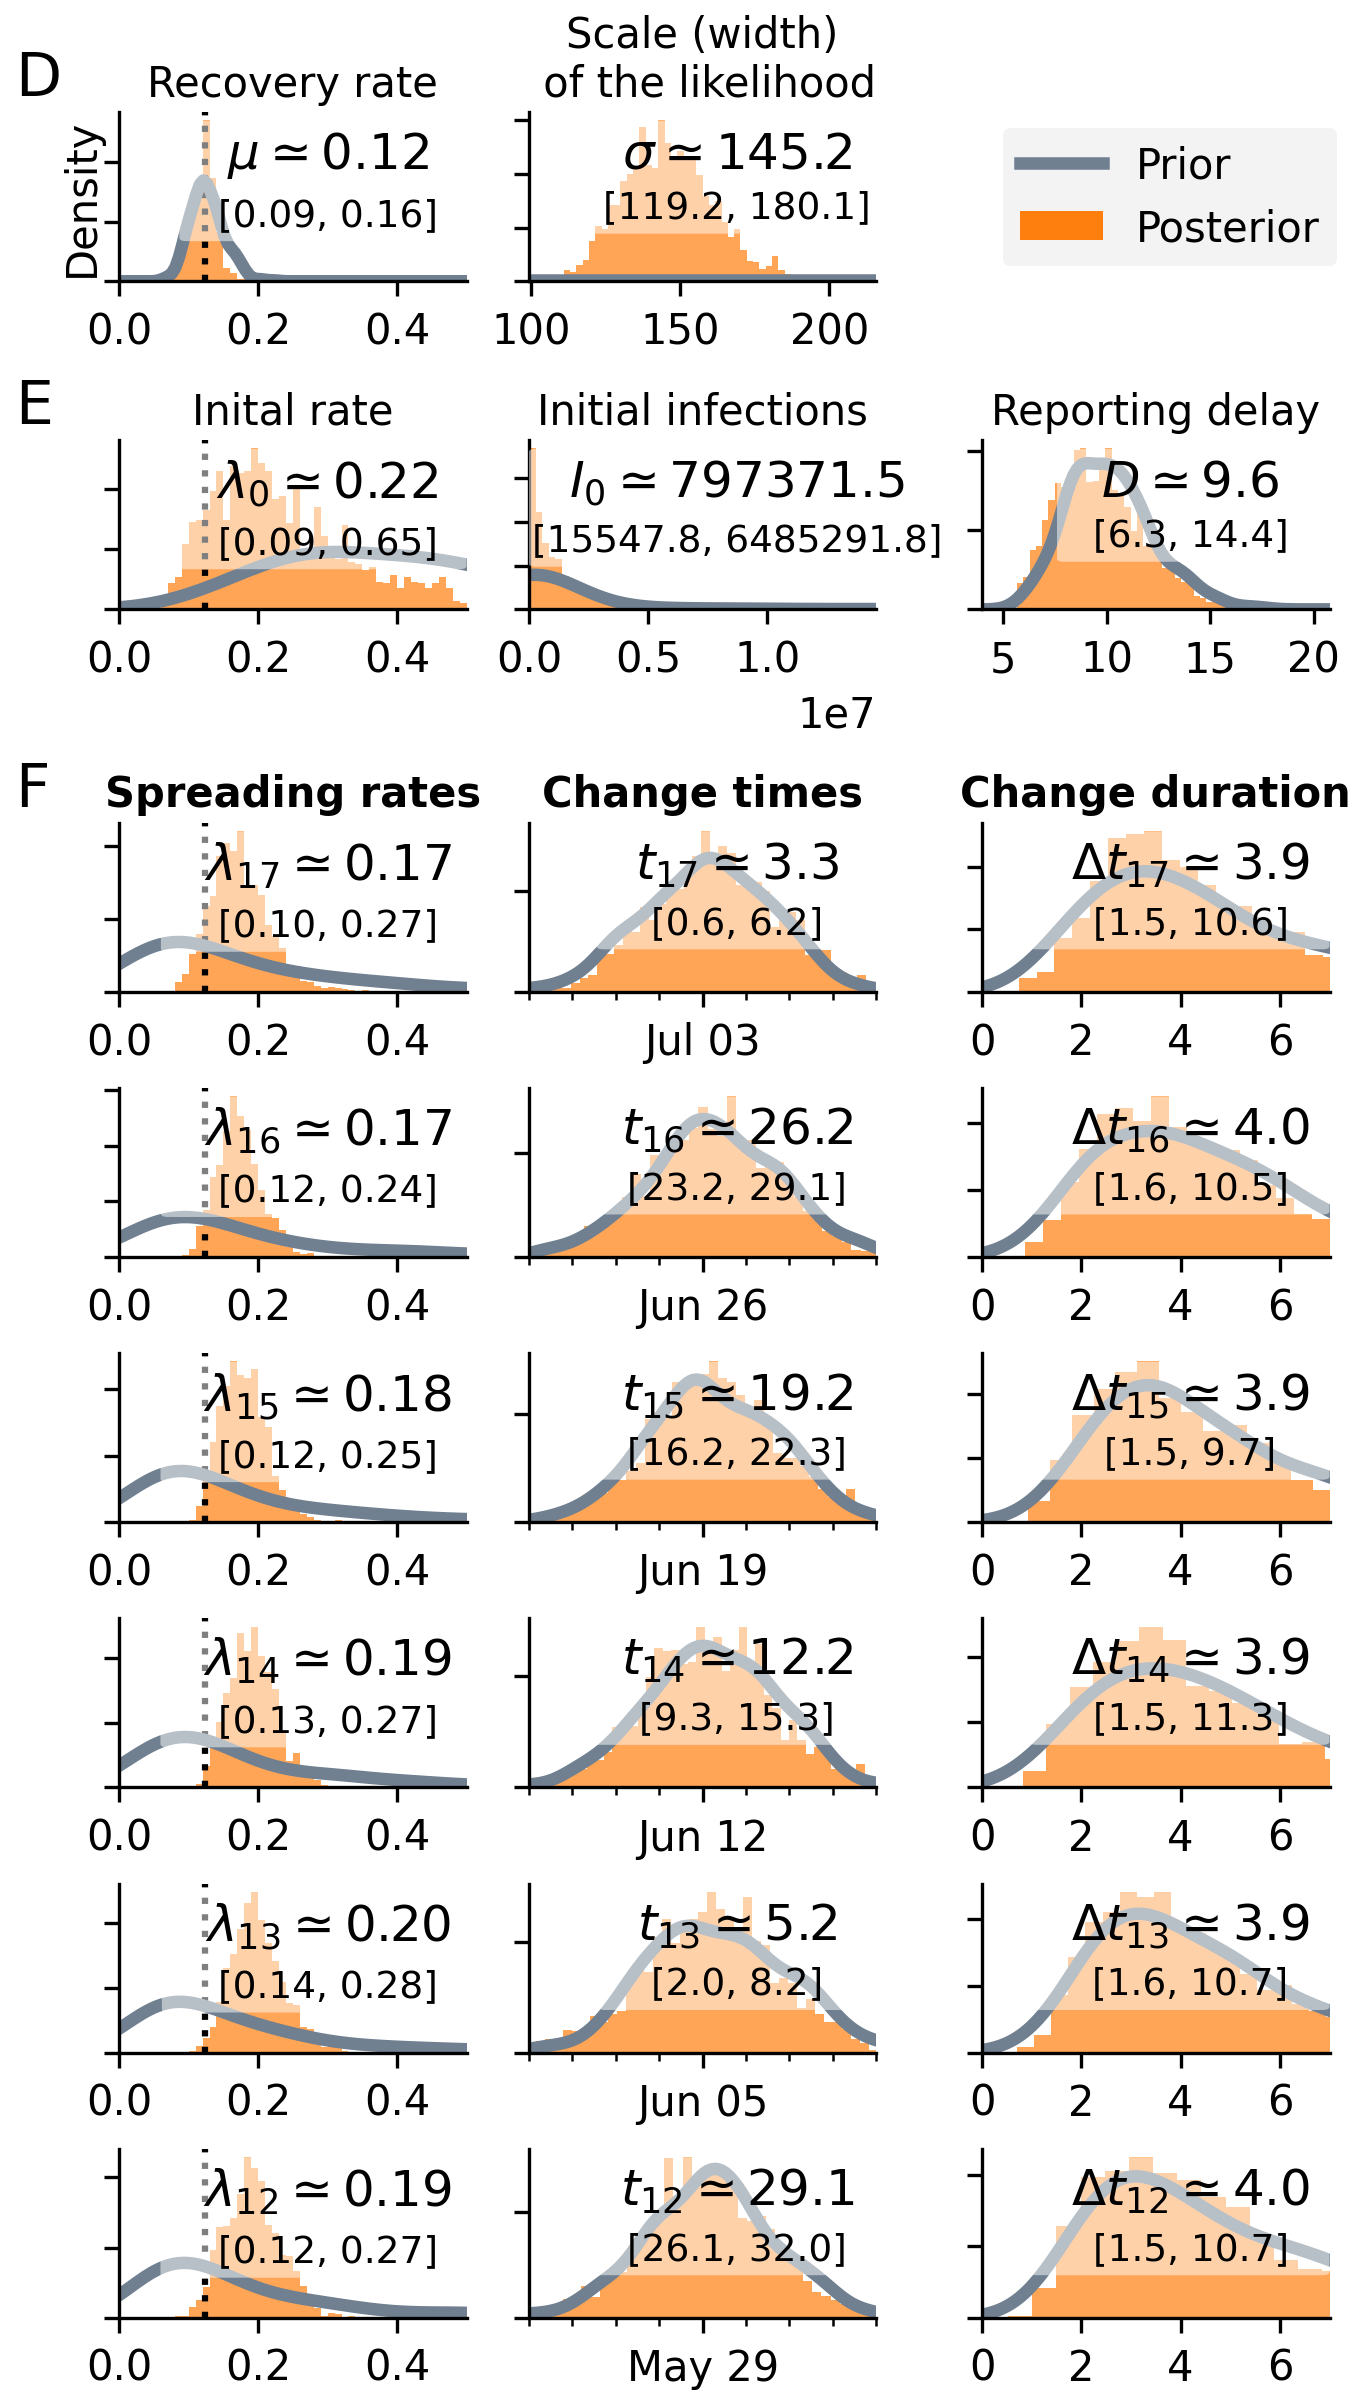 Scale (width)
D Recovery rate of the likelihood
Density
μ ≃ 0.12
[0.09, 0.16]
σ ≃ 145.2
[119.2, 180.1]
Prior
Posterior
0.0 0.2 0.4 100 150 200
E Inital rate Initial infections Reporting delay
λ0 ≃ 0.22 I0 ≃ 797371.5 D ≃ 9.6
[0.09, 0.65] [15547.8, 6485291.8] [6.3, 14.4]
0.0 0.2 0.4 0.0 0.5 1.0 5 10 15 20
1e7
F Spreading rates Change times Change duration
λ17 ≃ 0.17 t17 ≃ 3.3 Δt17 ≃ 3.9
[0.10, 0.27] [0.6, 6.2] [1.5, 10.6]
0.0 0.2 0.4 Jul 03 0 2 4 6
λ16 ≃ 0.17 t16 ≃ 26.2 Δt16 ≃ 4.0
[0.12, 0.24] [23.2, 29.1] [1.6, 10.5]
0.0 0.2 0.4 Jun 26 0 2 4 6
λ15 ≃ 0.18 t15 ≃ 19.2 Δt15 ≃ 3.9
[0.12, 0.25] [16.2, 22.3] [1.5, 9.7]
0.0 0.2 0.4 Jun 19 0 2 4 6
λ14 ≃ 0.19 t14 ≃ 12.2 Δt14 ≃ 3.9
[0.13, 0.27] [9.3, 15.3] [1.5, 11.3]
0.0 0.2 0.4 Jun 12 0 2 4 6
λ13 ≃ 0.20 t13 ≃ 5.2 Δt13 ≃ 3.9
[0.14, 0.28] [2.0, 8.2] [1.6, 10.7]
0.0 0.2 0.4 Jun 05 0 2 4 6
λ12 ≃ 0.19 t12 ≃ 29.1 Δt12 ≃ 4.0
[0.12, 0.27] [26.1, 32.0] [1.5, 10.7]
0.0 0.2 0.4 May 29 0 2 4 6